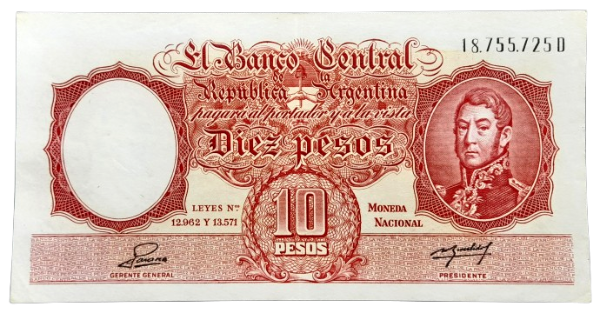 18.755.725D
El Banco Central
de la
República Argentina
pagará al portador y a la vista
Diez pesos
LEYES Nos
12.962 Y 13.571
10
PESOS
MONEDA
NACIONAL
GERENTE GENERAL
PRESIDENTE